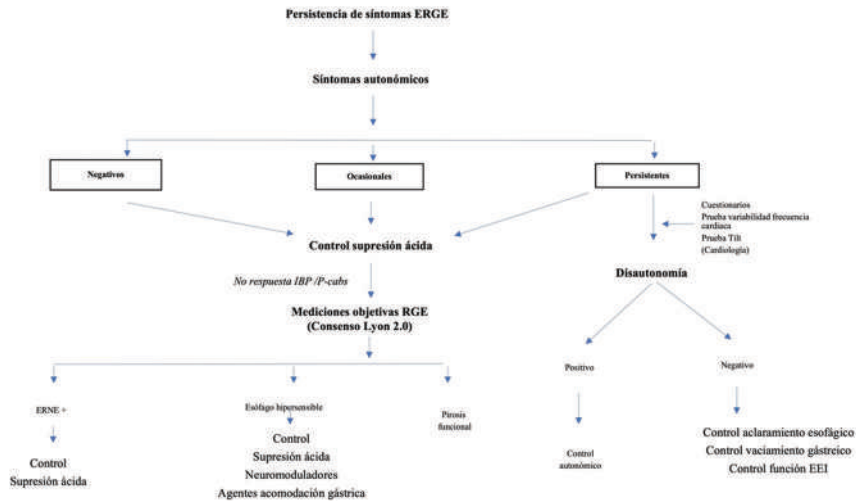 Persistencia de síntomas ERGE
Síntomas autonómicos
Negativos
Ocasionales
Persistentes
Cuestionarios
Prueba variabilidad frecuencia
cardiaca
Prueba Tilt
(Cardiología)
Control supresión ácida
Disautonomía
No respuesta IBP /P-cabs
Mediciones objetivas RGE
(Consenso Lyon 2.0)
Positivo
Negativo
ERNE +
Esófago hipersensible
Pirosis
funcional
Control
Supresión ácida
Control
Supresión ácida
Neuromoduladores
Agentes acomodación gástrica
Control
autonómico
Control aclaramiento esofágico
Control vaciamiento gástreico
Control función EEI